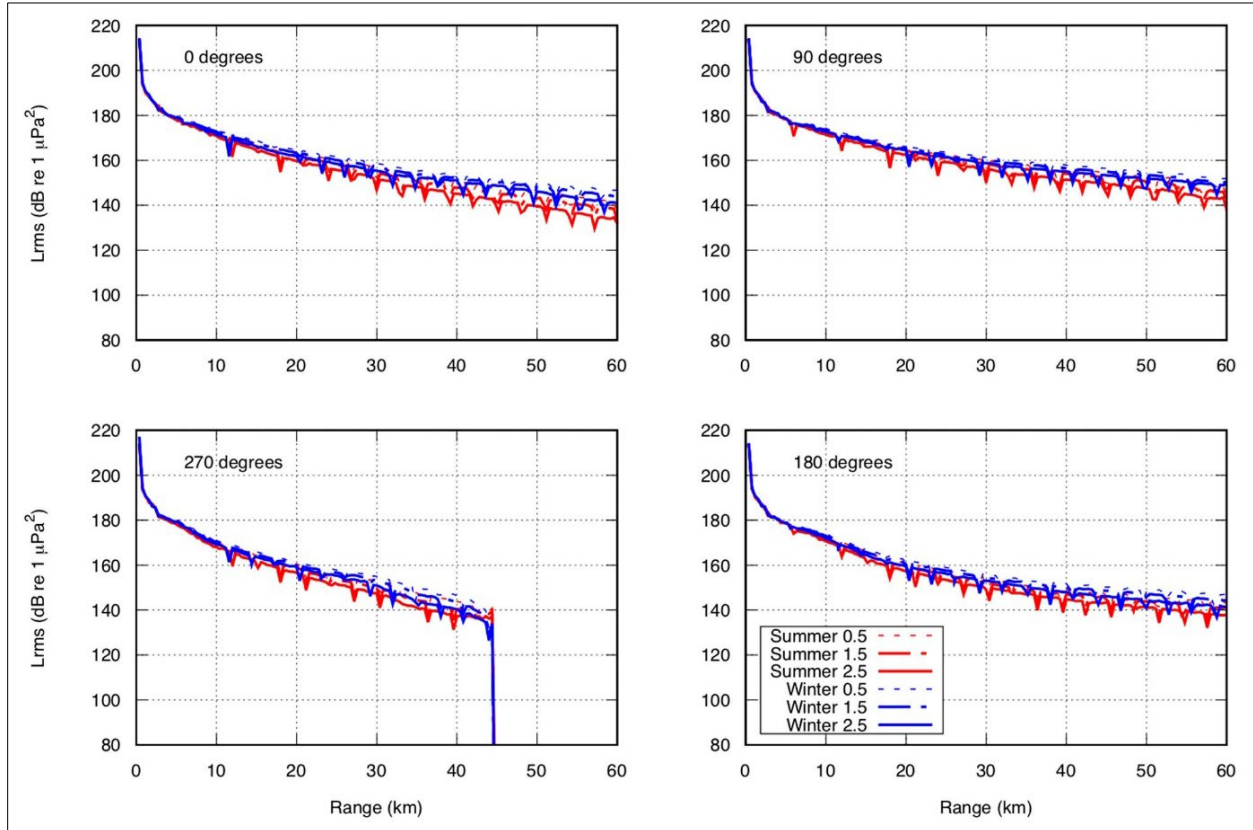 220
200
180
160
140
120
100
80
0 10 20 30 40 50 60
Lrms (dB re 1 μPa²)
0 degrees
220
200
180
160
140
120
100
80
0 10 20 30 40 50 60
90 degrees
220
200
180
160
140
120
100
80
0 10 20 30 40 50 60
Lrms (dB re 1 μPa²)
Range (km)
270 degrees
220
200
180
160
140
120
100
80
0 10 20 30 40 50 60
Range (km)
180 degrees
Summer 0.5
Summer 1.5
Summer 2.5
Winter 0.5
Winter 1.5
Winter 2.5